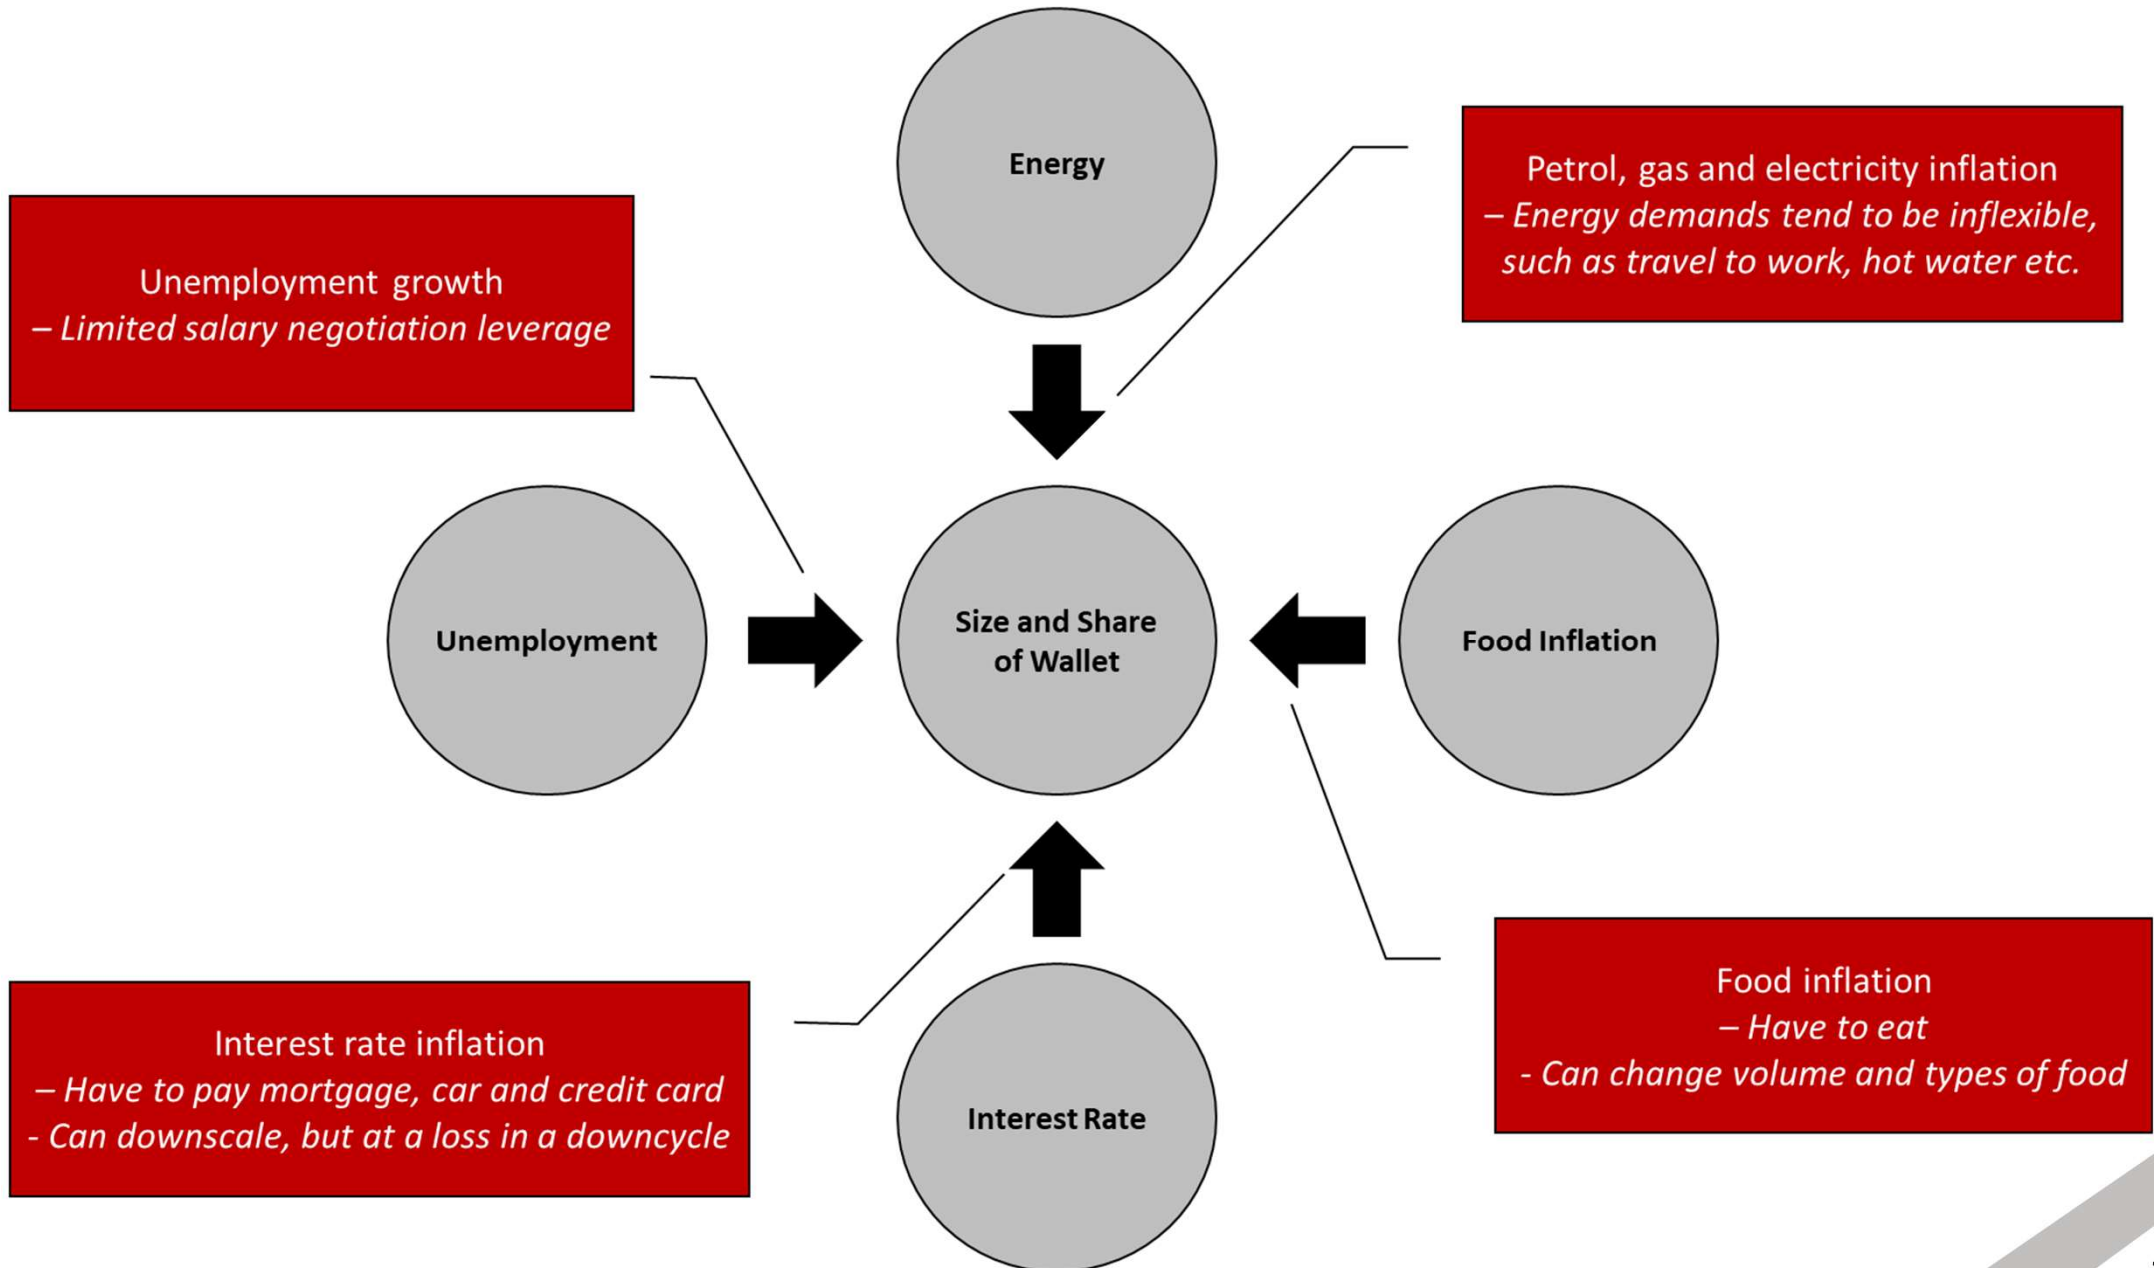 Energy
Petrol, gas and electricity inflation
– Energy demands tend to be inflexible,
such as travel to work, hot water etc.
Unemployment growth
– Limited salary negotiation leverage
Unemployment
Size and Share
of Wallet
Food Inflation
Interest rate inflation
– Have to pay mortgage, car and credit card
- Can downscale, but at a loss in a downcycle
Interest Rate
Food inflation
– Have to eat
- Can change volume and types of food